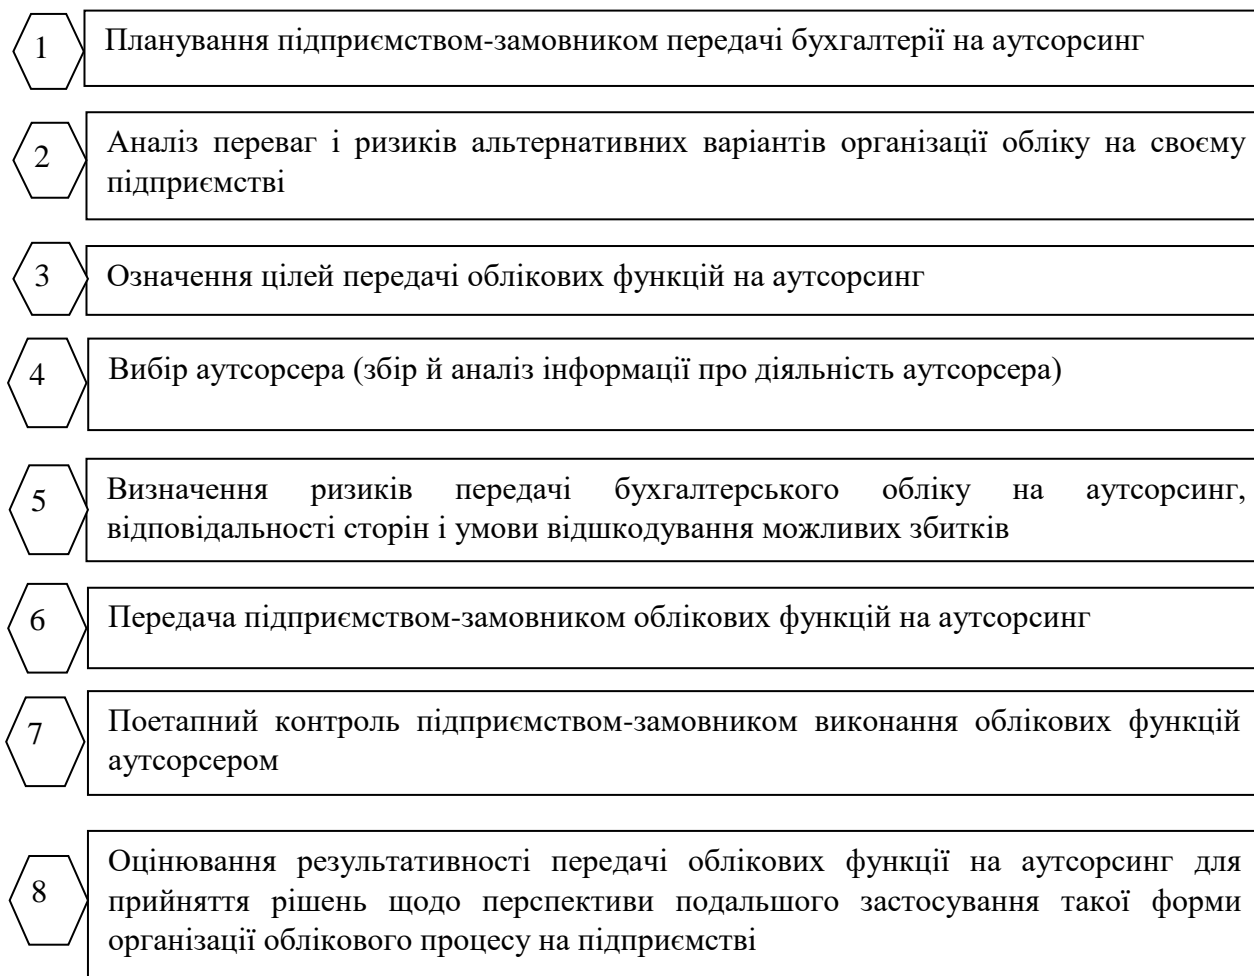 1 Планування підприємством-замовником передачі бухгалтерії на аутсорсинг
2 Аналіз переваг і ризиків альтернативних варіантів організації обліку на своєму
підприємстві
3 Означення цілей передачі облікових функцій на аутсорсинг
4 Вибір аутсорсера (збір й аналіз інформації про діяльність аутсорсера)
5 Визначення ризиків передачі бухгалтерського обліку на аутсорсинг,
відповідальності сторін і умови відшкодування можливих збитків
6 Передача підприємством-замовником облікових функцій на аутсорсинг
7 Поетапний контроль підприємством-замовником виконання облікових функцій
аутсорсером
8 Оцінювання результативності передачі облікових функції на аутсорсинг для
прийняття рішень щодо перспективи подальшого застосування такої форми
організації облікового процесу на підприємстві